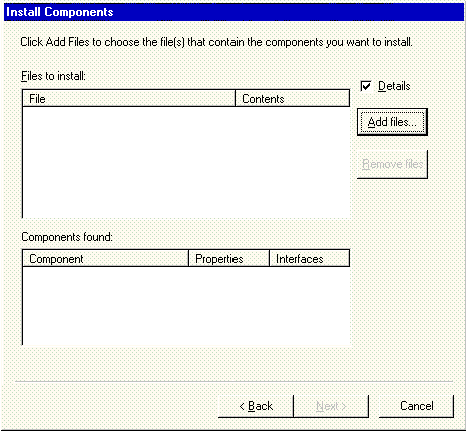 Install Components
Click Add Files to choose the file(s) that contain the components you want to install.
Files to install:
Details
File Contents
Add files...
Remove files
Components found:
Component Properties Interfaces
< Back Next > Cancel